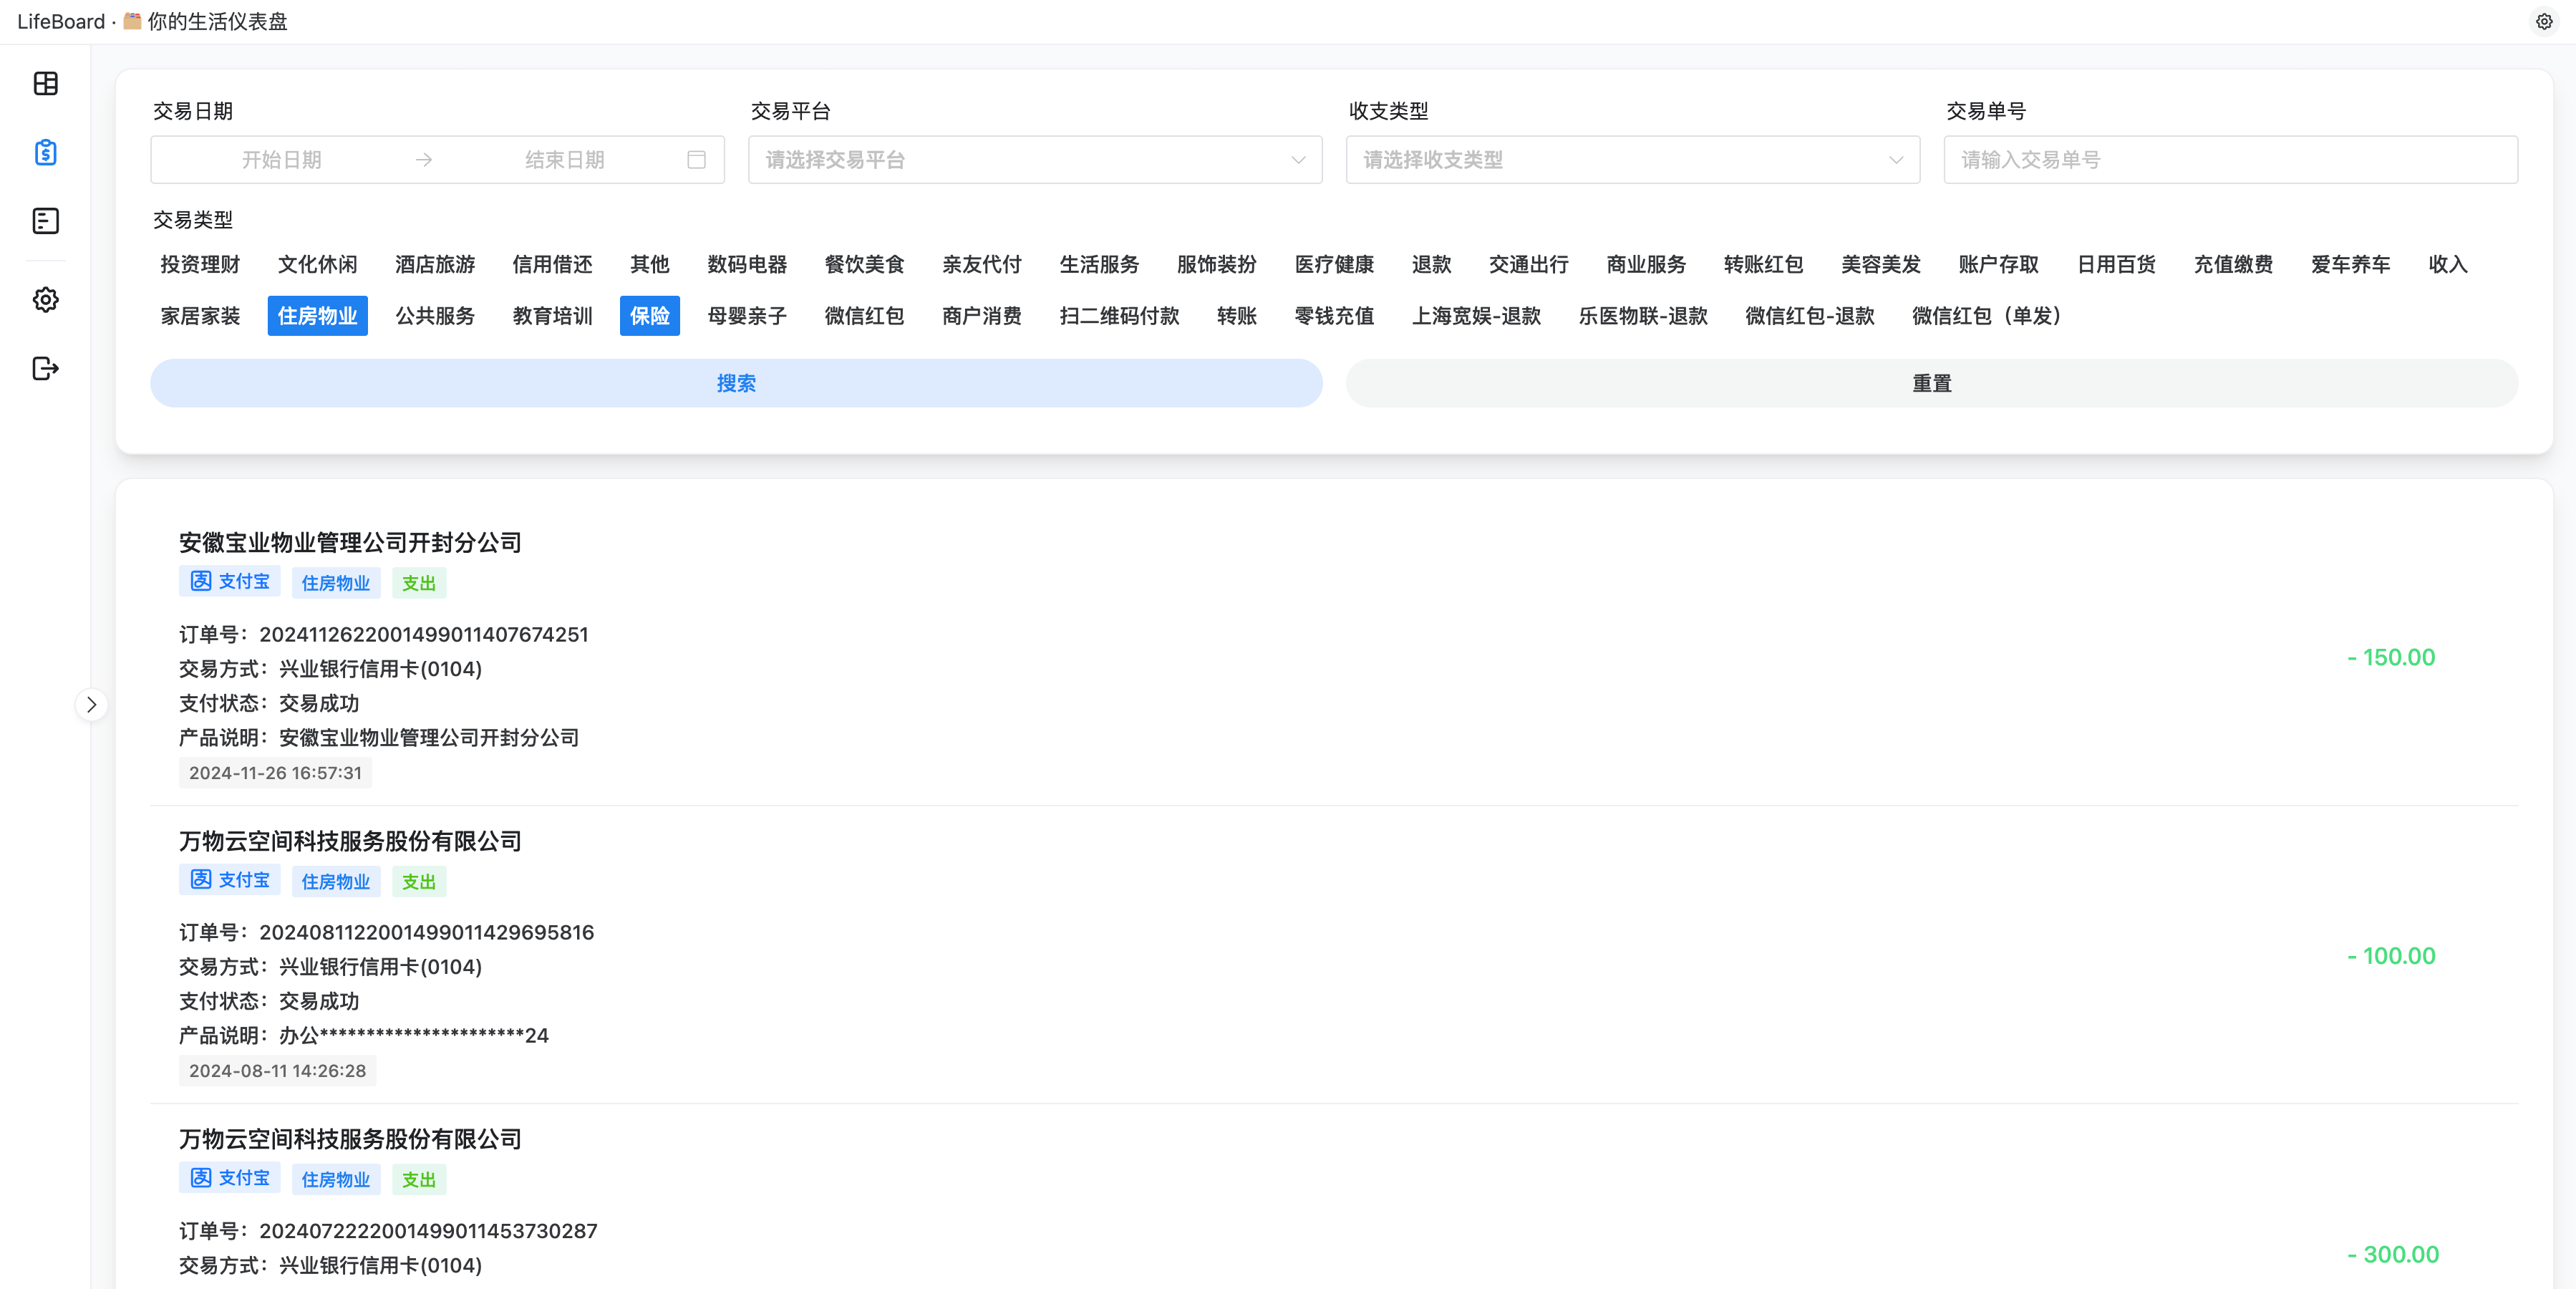 LifeBoard · 🗂️ 你的生活仪表盘
交易日期 交易平台 收支类型 交易单号
开始日期 → 结束日期 请选择交易平台 请选择收支类型 请输入交易单号
交易类型
投资理财 文化休闲 酒店旅游 信用借还 其他 数码电器 餐饮美食 亲友代付 生活服务 服饰装扮 医疗健康 退款 交通出行 商业服务 转账红包 美容美发 账户存取 日用百货 充值缴费 爱车养车 收入
家居家装 住房物业 公共服务 教育培训 保险 母婴亲子 微信红包 商户消费 扫二维码付款 转账 零钱充值 上海宽娱-退款 乐医物联-退款 微信红包-退款 微信红包（单发）
搜索 重置
安徽宝业物业管理公司开封分公司
支付宝 住房物业 支出
订单号：2024112622001499011407674251
交易方式：兴业银行信用卡(0104)
- 150.00
支付状态：交易成功
产品说明：安徽宝业物业管理公司开封分公司
2024-11-26 16:57:31
万物云空间科技服务股份有限公司
支付宝 住房物业 支出
订单号：2024081122001499011429695816
交易方式：兴业银行信用卡(0104)
- 100.00
支付状态：交易成功
产品说明：办公**********************24
2024-08-11 14:26:28
万物云空间科技服务股份有限公司
支付宝 住房物业 支出
订单号：2024072222001499011453730287
交易方式：兴业银行信用卡(0104)
- 300.00